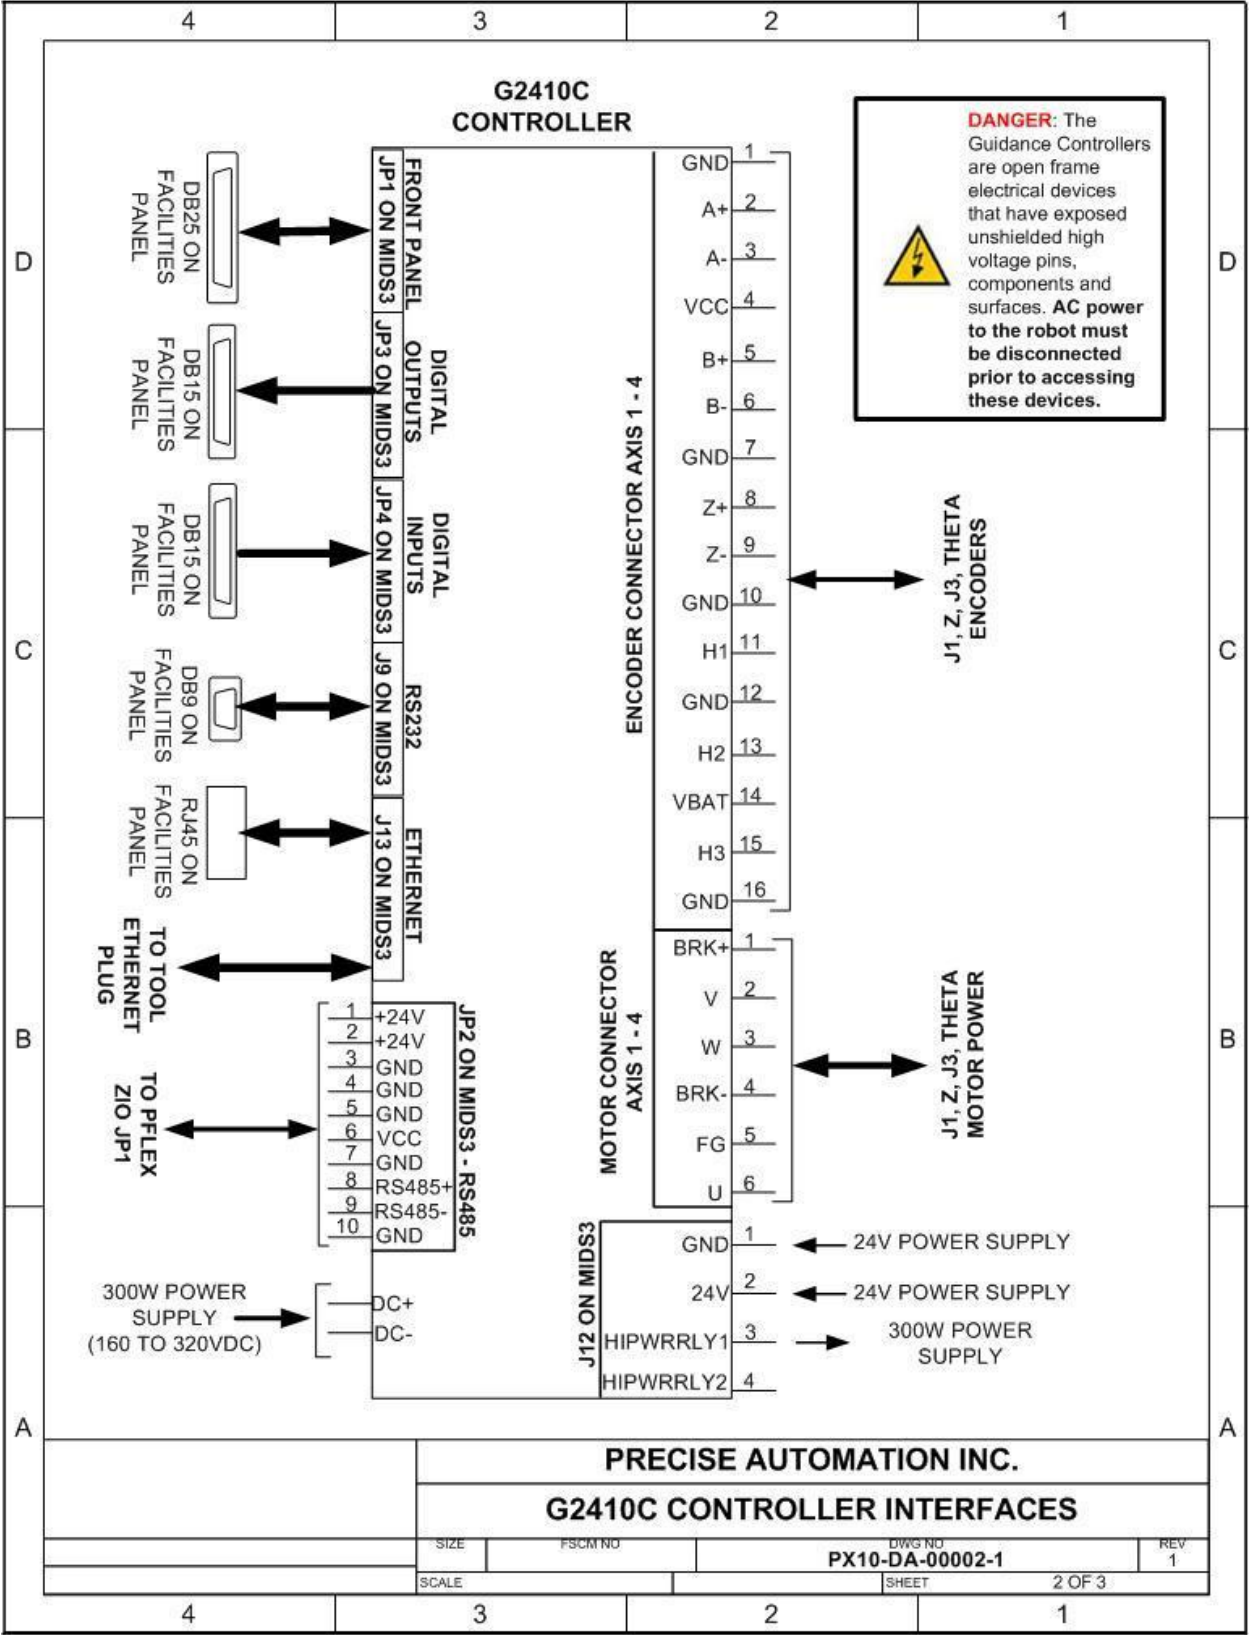 4 3 2 1
G2410C
CONTROLLER
DANGER: The
Guidance Controllers
are open frame
electrical devices
that have exposed
unshielded high
voltage pins,
components and
surfaces. AC power
to the robot must
be disconnected
prior to accessing
these devices.
D
D
C
C
B
B
A
A
DB25 ON
FACILITIES
PANEL
JP1 ON MIDS3
FRONT PANEL
DB15 ON
FACILITIES
PANEL
JP3 ON MIDS3
DIGITAL
OUTPUTS
DB15 ON
FACILITIES
PANEL
JP4 ON MIDS3
DIGITAL
INPUTS
DB9 ON
FACILITIES
PANEL
J9 ON MIDS3
RS232
RJ45 ON
FACILITIES
PANEL
J13 ON MIDS3
ETHERNET
TO TOOL
ETHERNET
PLUG
TO PFLEX
ZIO JP1
1 +24V
2 +24V
3 GND
4 GND
5 GND
6 VCC
7 GND
8 RS485+
9 RS485-
10 GND
JP2 ON MIDS3 - RS485
300W POWER
SUPPLY
(160 TO 320VDC)
DC+
DC-
ENCODER CONNECTOR AXIS 1 - 4
GND 1
A+ 2
A- 3
VCC 4
B+ 5
B- 6
GND 7
Z+ 8
Z- 9
GND 10
H1 11
GND 12
H2 13
VBAT 14
H3 15
GND 16
J1, Z, J3, THETA
ENCODERS
MOTOR CONNECTOR
AXIS 1 - 4
BRK+ 1
V 2
W 3
BRK- 4
FG 5
U 6
J1, Z, J3, THETA
MOTOR POWER
J12 ON MIDS3
GND 1 24V POWER SUPPLY
24V 2 24V POWER SUPPLY
HIPWRRLY1 3 300W POWER
SUPPLY
HIPWRRLY2 4
PRECISE AUTOMATION INC.
G2410C CONTROLLER INTERFACES
SIZE FSCM NO DWG NO REV
PX10-DA-00002-1 1
SCALE SHEET 2 OF 3
4 3 2 1